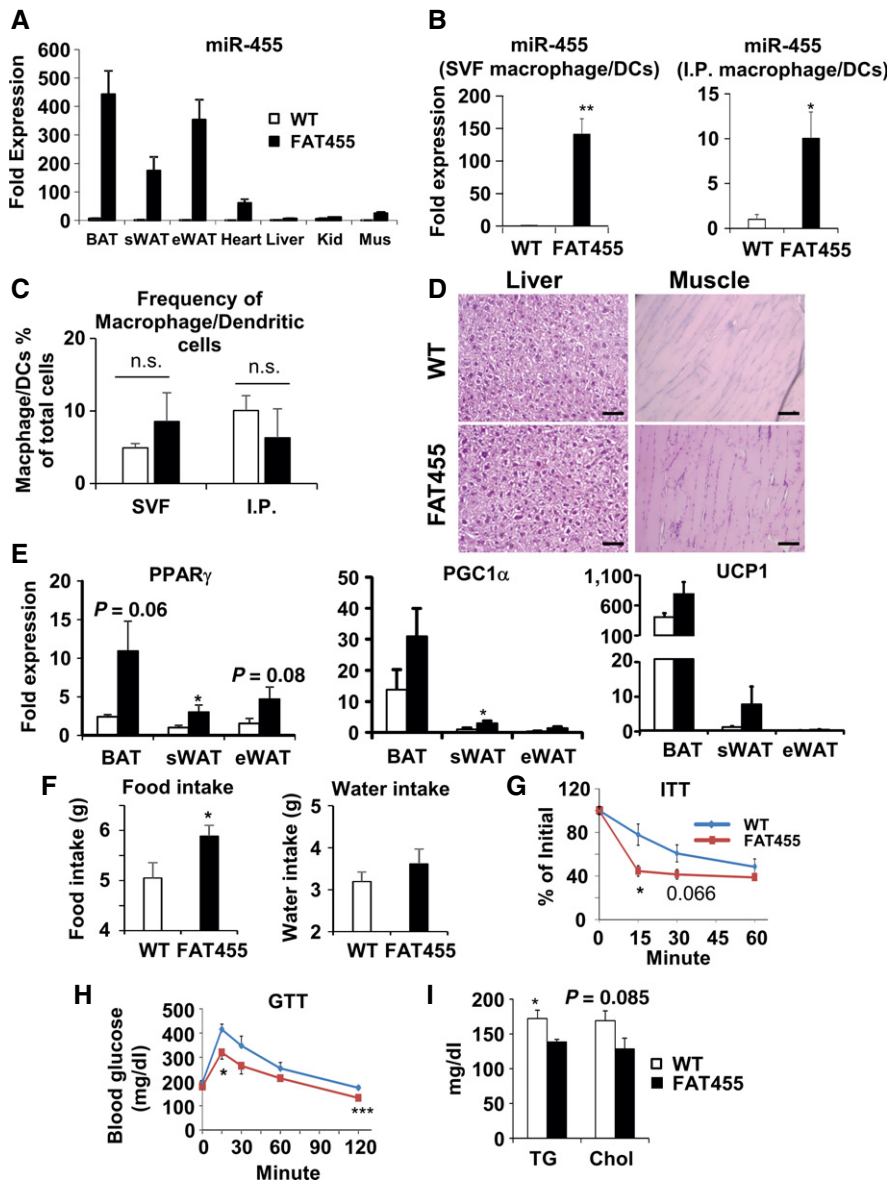 A
miR-455
Fold Expression
600
500
400
300
200
100
0
WT
FAT455
BAT sWAT eWAT Heart Liver Kid Mus
B
miR-455
(SVF macrophage/DCs)
Fold expression
200
150
100
50
0
**
WT FAT455
miR-455
(I.P. macrophage/DCs)
15
10
5
0
*
WT FAT455
C
Frequency of
Macrophage/Dendritic
cells
Macphage/DCs %
of total cells
20
10
0
n.s. n.s.
SVF I.P.
D
Liver Muscle
WT
FAT455
E
PPARγ
Fold expression
20
15
10
5
0
P = 0.06
*
P = 0.08
BAT sWAT eWAT
PGC1α
50
40
30
20
10
0
*
BAT sWAT eWAT
UCP1
1,100
600
100
20
10
0
BAT sWAT eWAT
F
Food intake
Food intake (g)
6
5
4
*
WT FAT455
Water intake
Water intake (g)
5
4
3
2
WT FAT455
G
ITT
% of Initial
120
80
40
0
WT
FAT455
*
0.066
0 15 30 45 60
Minute
H
GTT
Blood glucose
(mg/dl)
500
400
300
200
100
0
*
***
0 30 60 90 120
Minute
I
mg/dl
200
150
100
50
0
*
P = 0.085
WT
FAT455
TG Chol